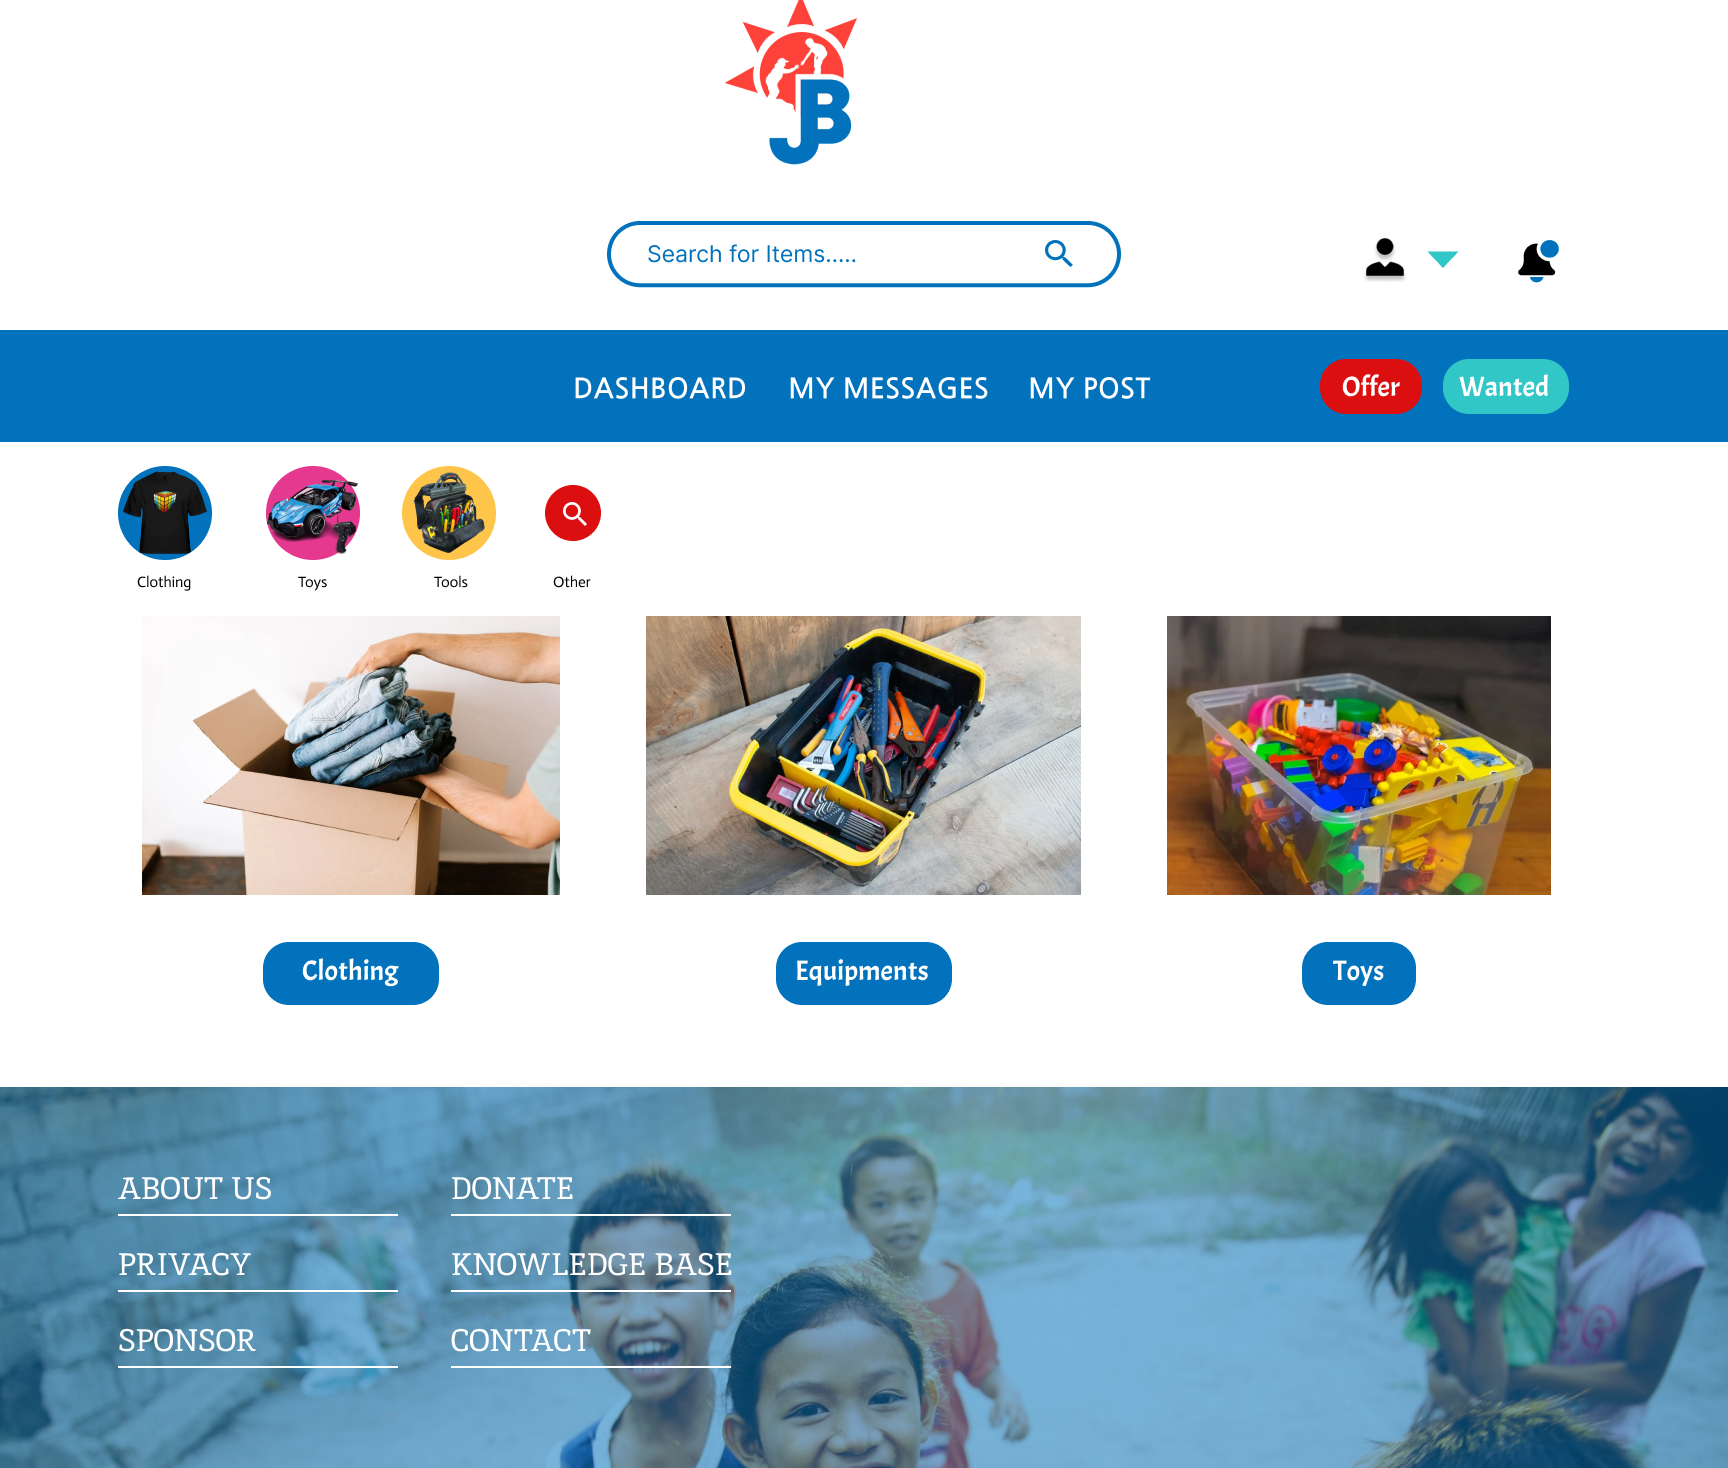 JB
Search for Items.....
DASHBOARD MY MESSAGES MY POST Offer Wanted
Clothing Toys Tools Other
Clothing Equipments Toys
ABOUT US DONATE
PRIVACY KNOWLEDGE BASE
SPONSOR CONTACT